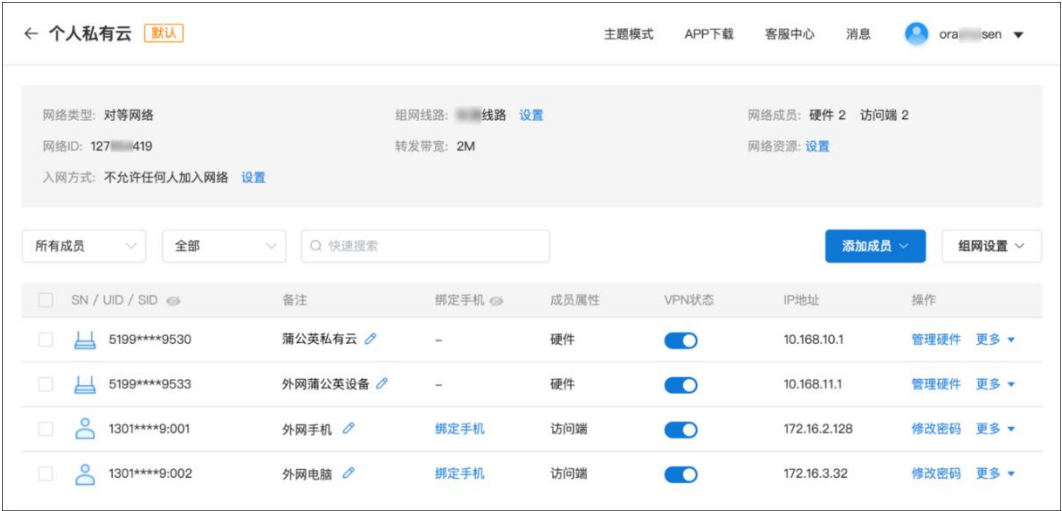 个人私有云 默认 主题模式 APP下载 客服中心 消息 ora sen
网络类型: 对等网络 组网线路: 线路 设置 网络成员: 硬件 2 访问端 2
网络ID: 127 419 转发带宽: 2M 网络资源: 设置
入网方式: 不允许任何人加入网络 设置
所有成员 全部 快速搜索 添加成员 组网设置
SN / UID / SID 备注 绑定手机 成员属性 VPN状态 IP地址 操作
5199****9530 蒲公英私有云 – 硬件 10.168.10.1 管理硬件 更多
5199****9533 外网蒲公英设备 – 硬件 10.168.11.1 管理硬件 更多
1301****9:001 外网手机 绑定手机 访问端 172.16.2.128 修改密码 更多
1301****9:002 外网电脑 绑定手机 访问端 172.16.3.32 修改密码 更多